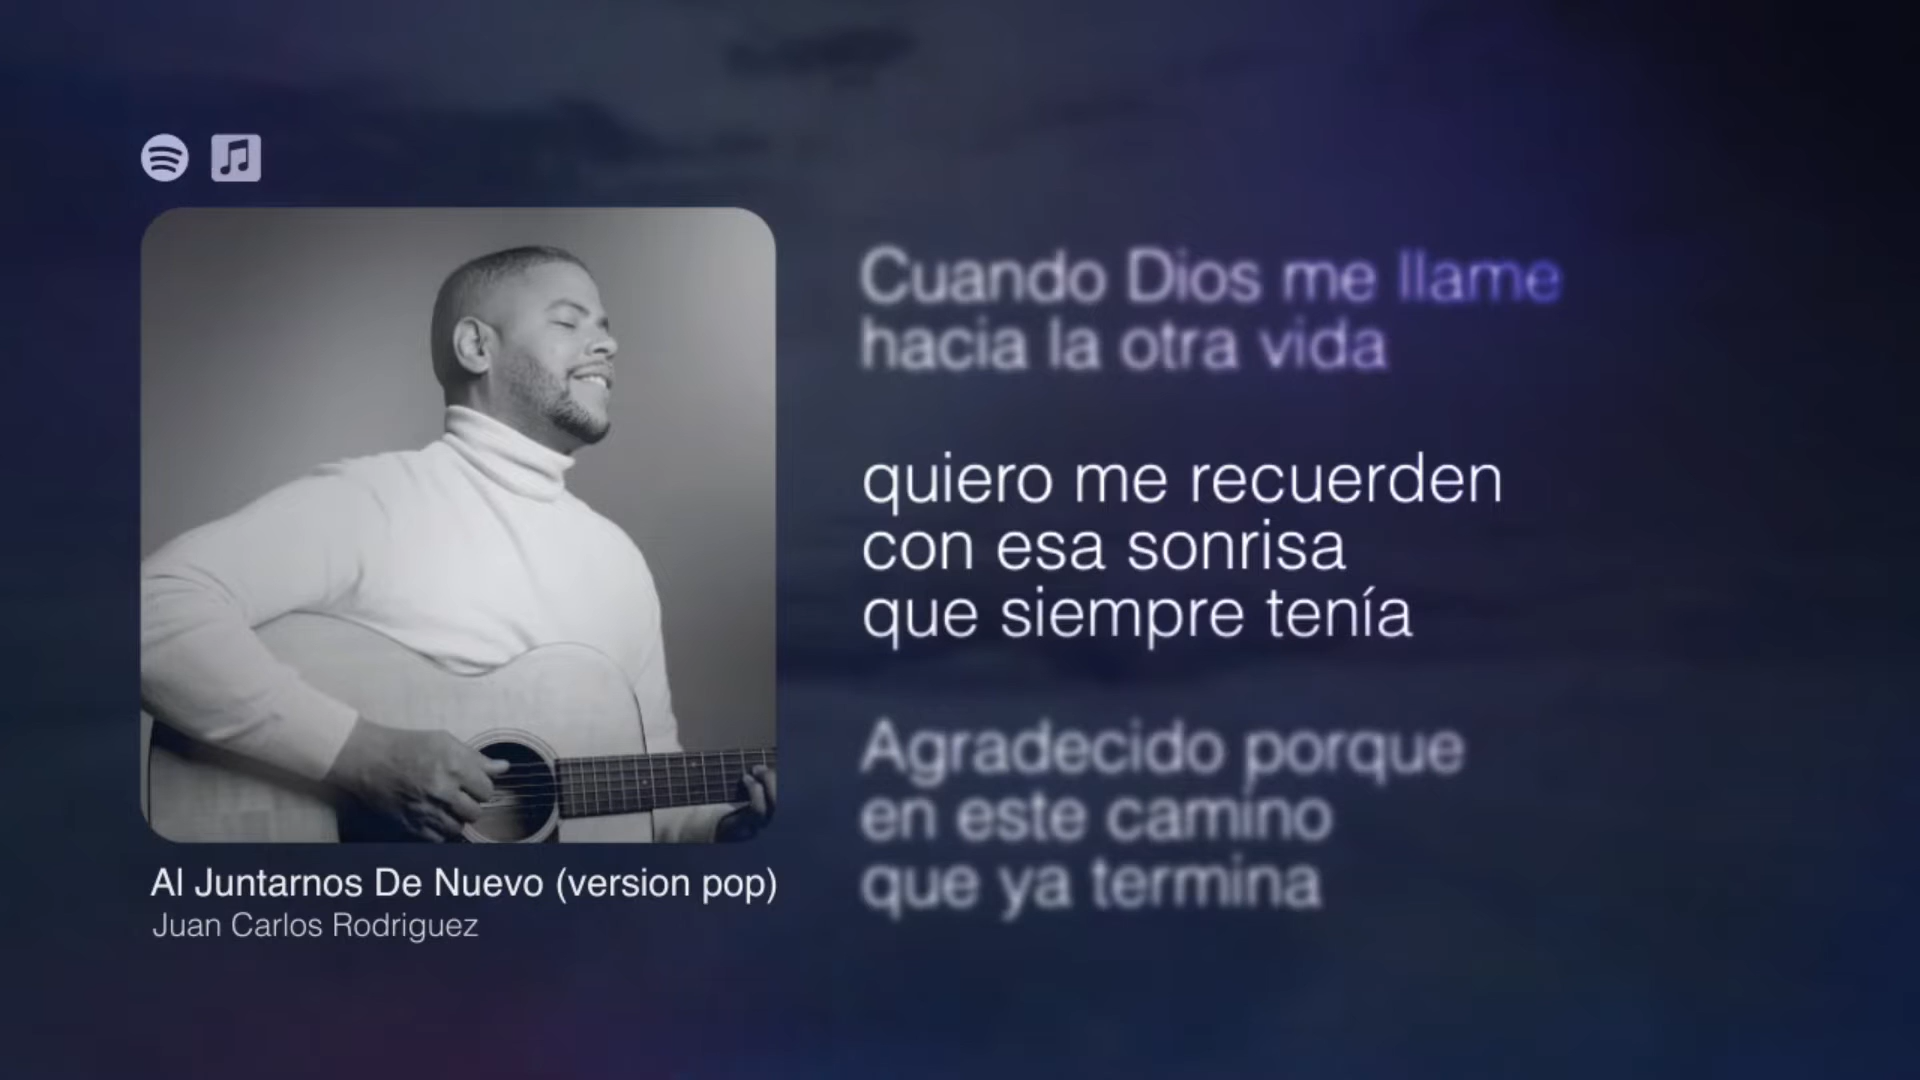 Cuando Dios me llame
hacia la otra vida
quiero me recuerden
con esa sonrisa
que siempre tenía
Agradecido porque
en este camino
que ya termina
Al Juntarnos De Nuevo (version pop)
Juan Carlos Rodriguez